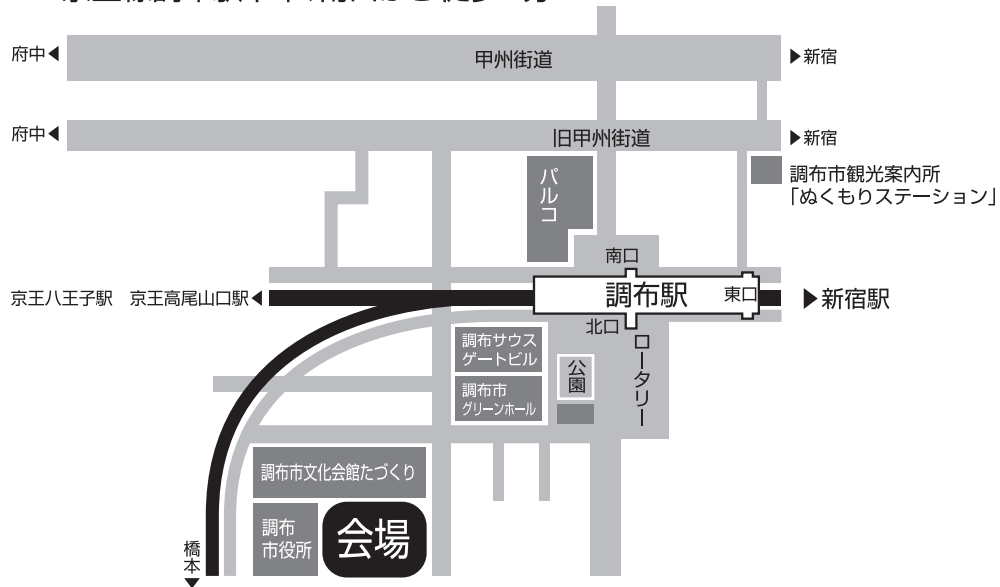 府中
甲州街道
新宿
府中
旧甲州街道
新宿
パルコ
調布市観光案内所
「ぬくもりステーション」
南口
京王八王子駅 京王高尾山口駅
調布駅
東口
新宿駅
北口
調布サウス
ゲートビル
公園
ロータリー
調布市
グリーンホール
調布市文化会館たづくり
調布
市役所
会場
橋本